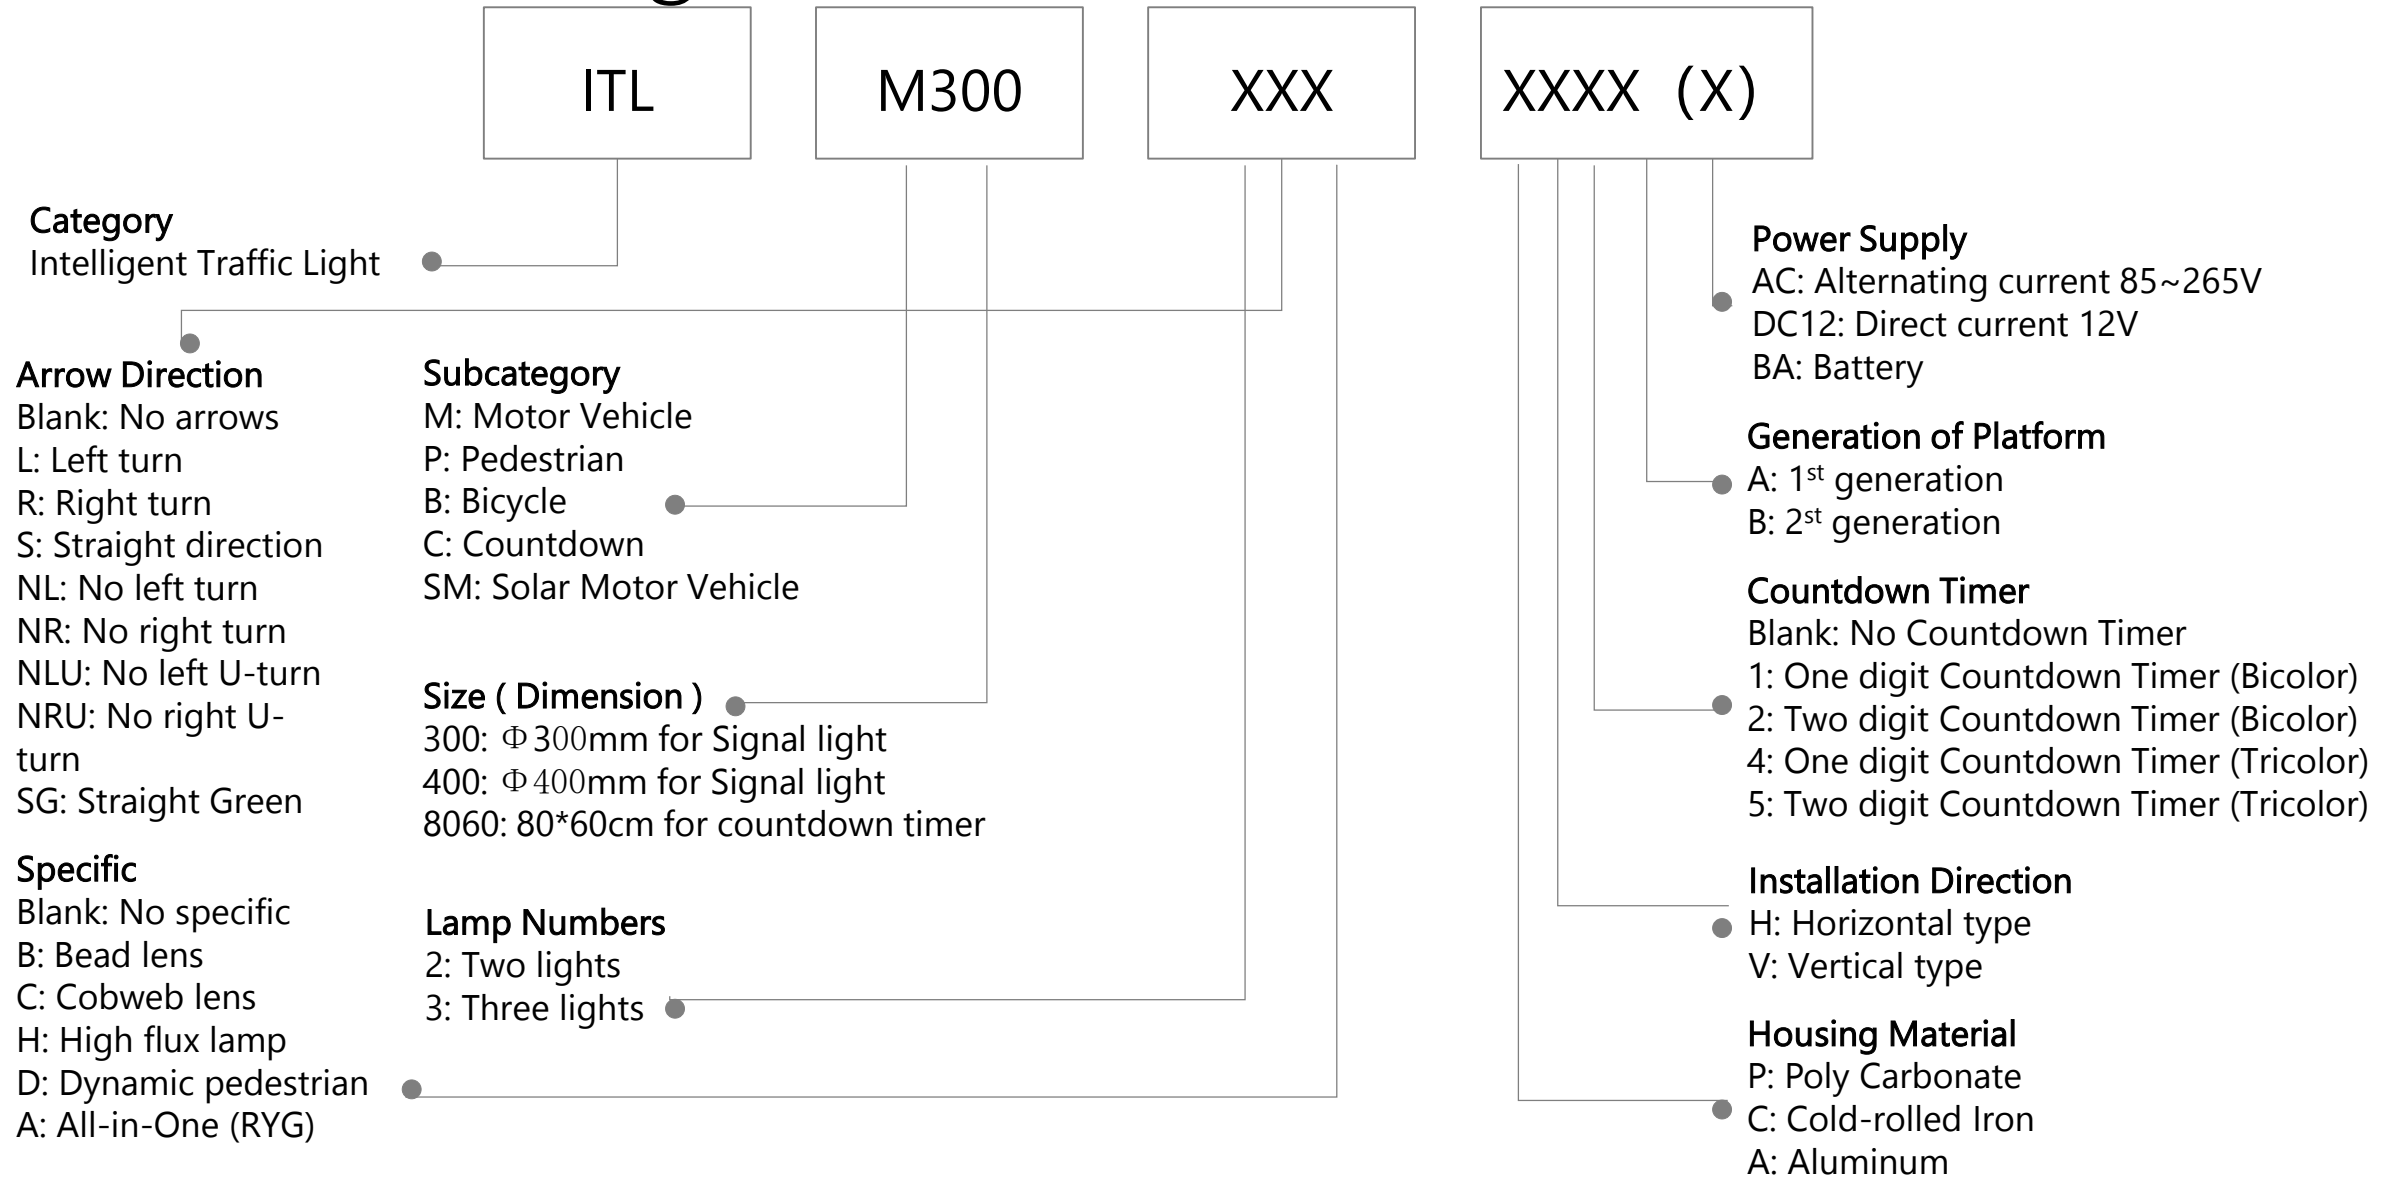 ITL
M300
XXX
XXXX (X)
Category
Intelligent Traffic Light
Arrow Direction
Blank: No arrows
L: Left turn
R: Right turn
S: Straight direction
NL: No left turn
NR: No right turn
NLU: No left U-turn
NRU: No right U-
turn
SG: Straight Green
Specific
Blank: No specific
B: Bead lens
C: Cobweb lens
H: High flux lamp
D: Dynamic pedestrian
A: All-in-One (RYG)
Subcategory
M: Motor Vehicle
P: Pedestrian
B: Bicycle
C: Countdown
SM: Solar Motor Vehicle
Size ( Dimension )
300: Φ300mm for Signal light
400: Φ400mm for Signal light
8060: 80*60cm for countdown timer
Lamp Numbers
2: Two lights
3: Three lights
Power Supply
AC: Alternating current 85~265V
DC12: Direct current 12V
BA: Battery
Generation of Platform
A: 1st generation
B: 2st generation
Countdown Timer
Blank: No Countdown Timer
1: One digit Countdown Timer (Bicolor)
2: Two digit Countdown Timer (Bicolor)
4: One digit Countdown Timer (Tricolor)
5: Two digit Countdown Timer (Tricolor)
Installation Direction
H: Horizontal type
V: Vertical type
Housing Material
P: Poly Carbonate
C: Cold-rolled Iron
A: Aluminum